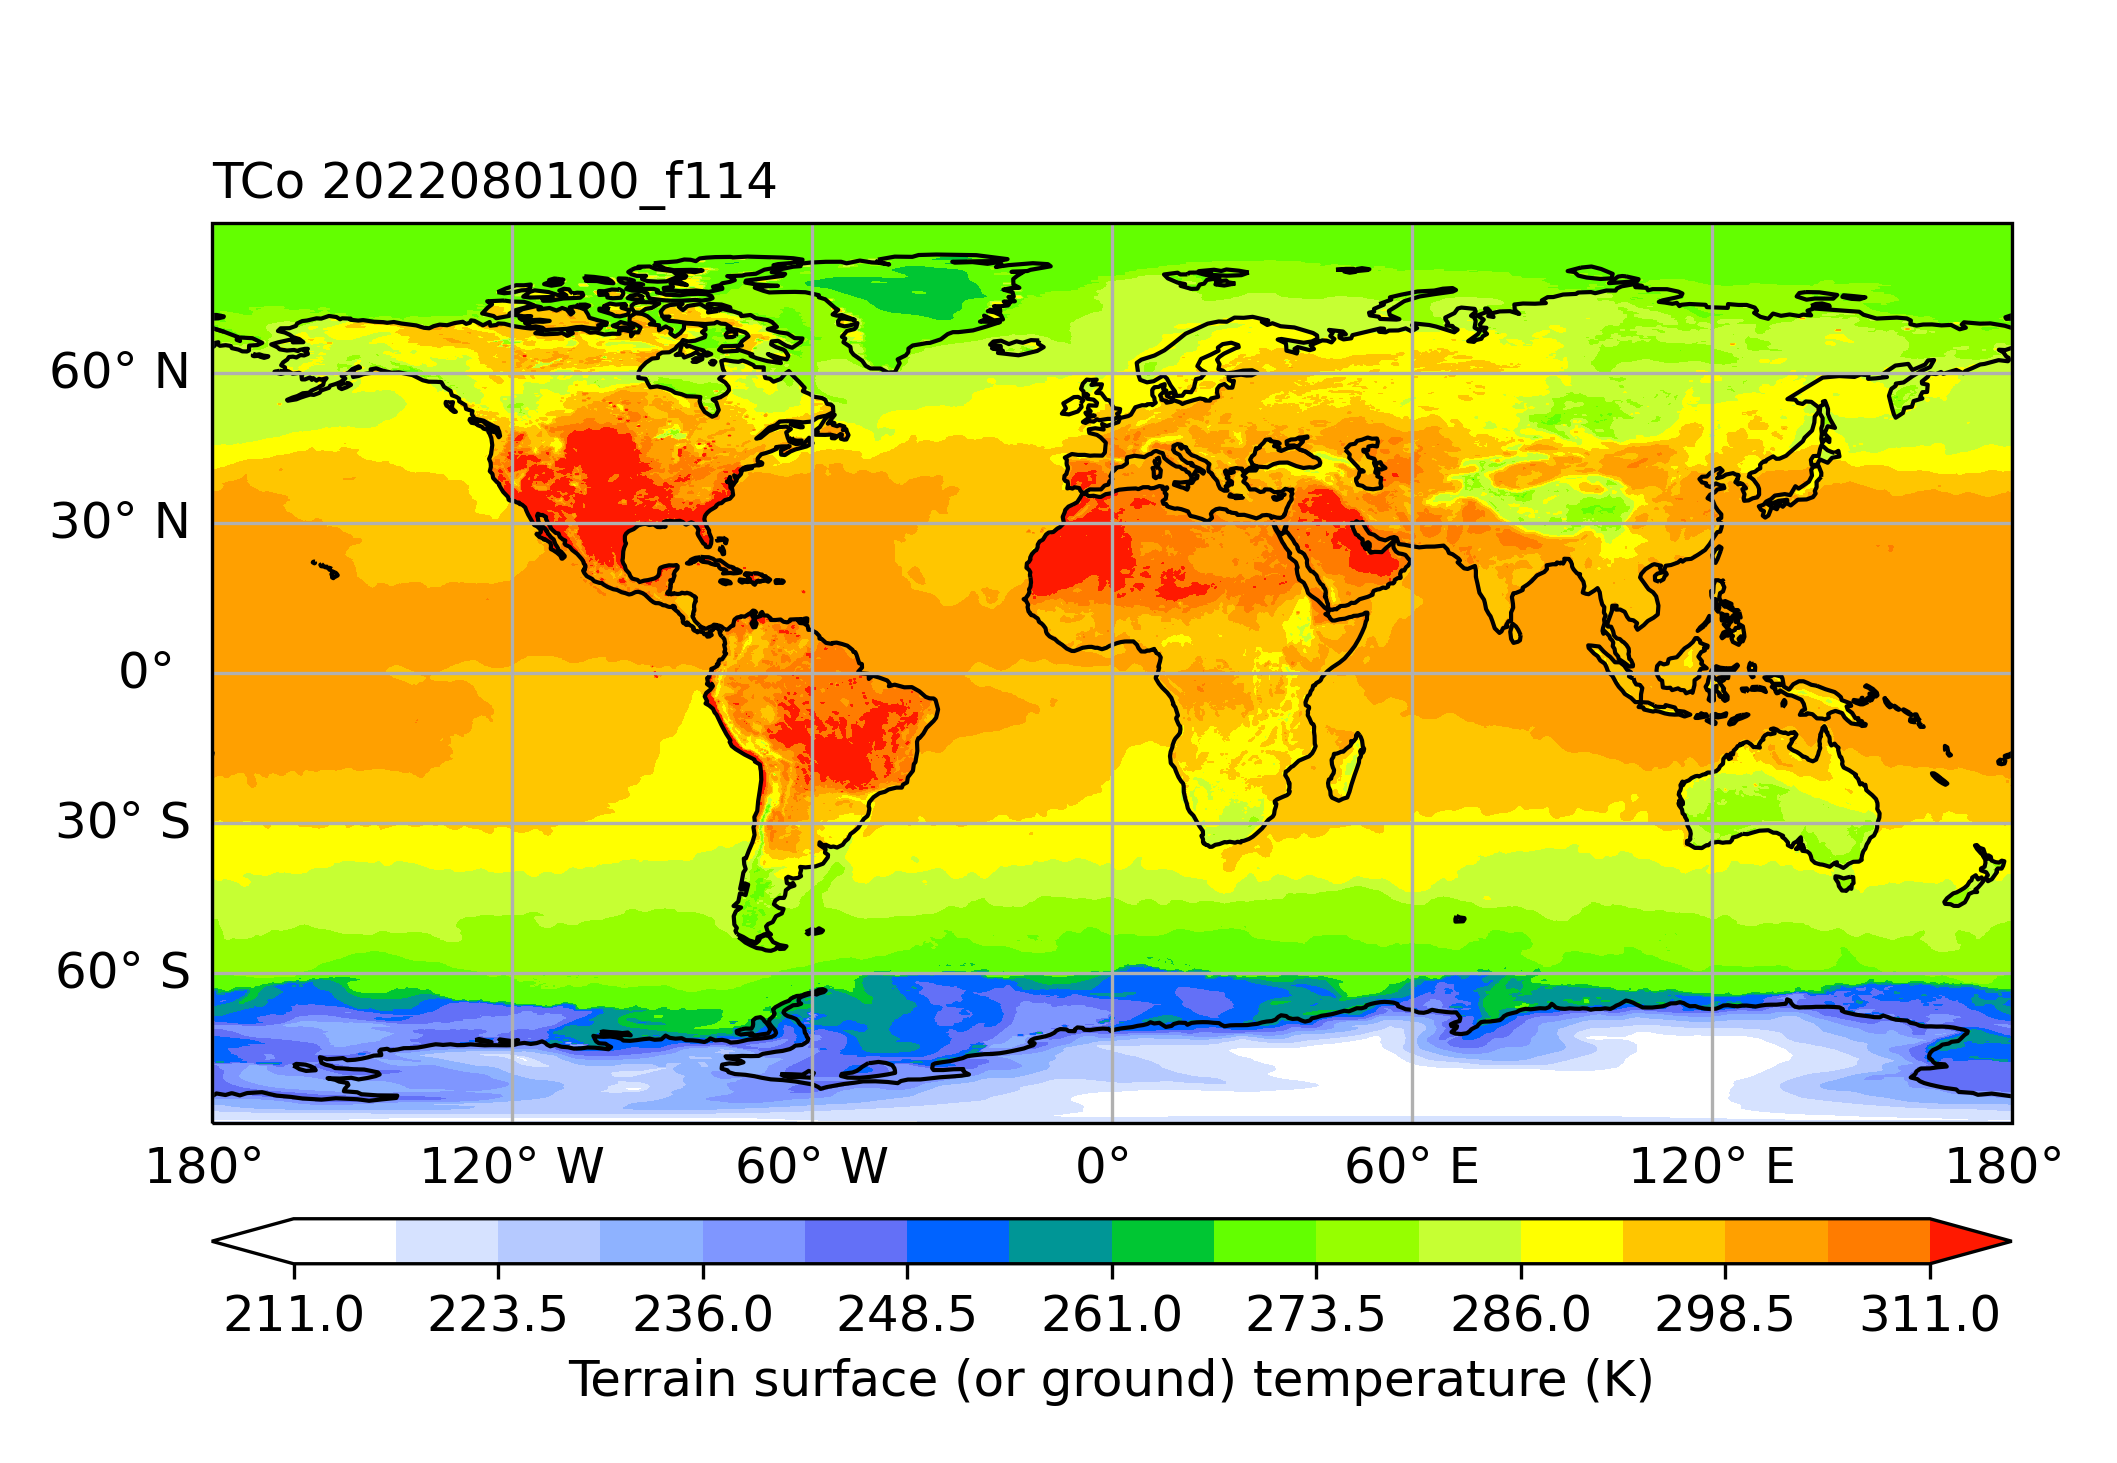 TCo 2022080100_f114
60° N
30° N
0°
30° S
60° S
180° 120° W 60° W 0° 60° E 120° E 180°
211.0 223.5 236.0 248.5 261.0 273.5 286.0 298.5 311.0
Terrain surface (or ground) temperature (K)